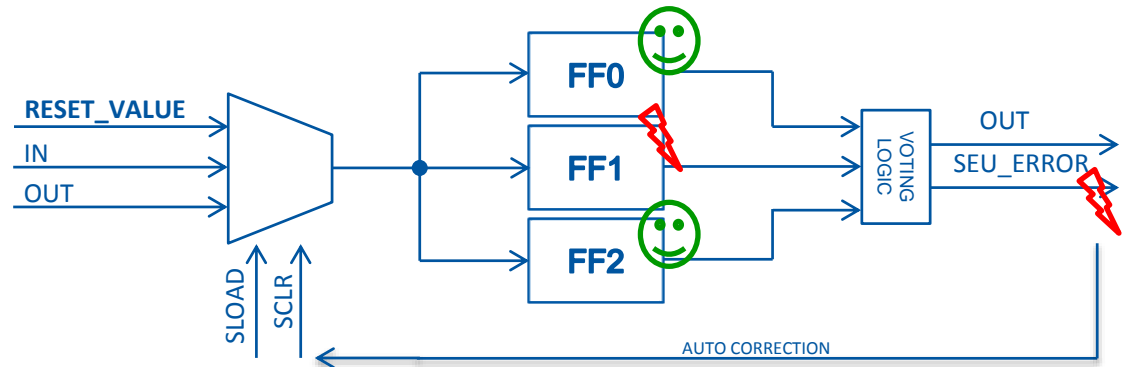 RESET_VALUE
IN
OUT
SLOAD
SCLR
FF0
FF1
FF2
VOTING
LOGIC
OUT
SEU_ERROR
AUTO CORRECTION